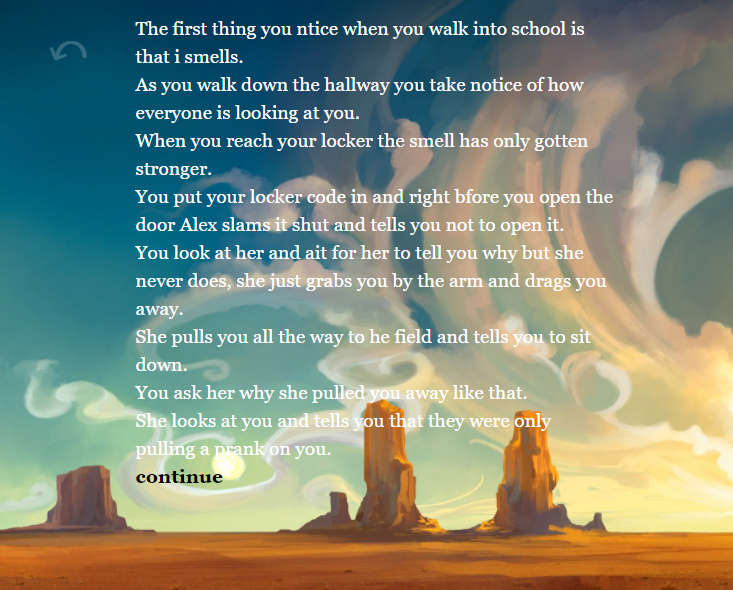 The first thing you ntice when you walk into school is
that i smells.
As you walk down the hallway you take notice of how
everyone is looking at you.
When you reach your locker the smell has only gotten
stronger.
You put your locker code in and right bfore you open the
door Alex slams it shut and tells you not to open it.
You look at her and ait for her to tell you why but she
never does, she just grabs you by the arm and drags you
away.
She pulls you all the way to he field and tells you to sit
down.
You ask her why she pulled you away like that.
She looks at you and tells you that they were only
pulling a prank on you.
continue